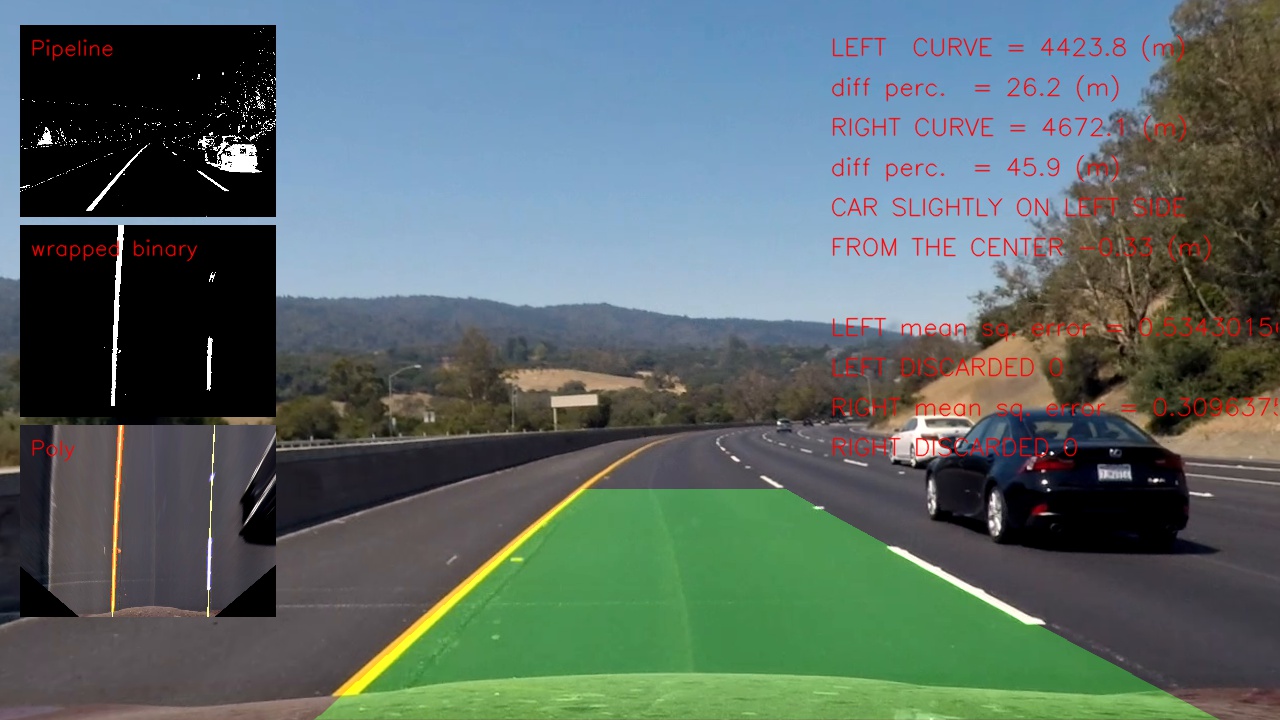 Pipeline
wrapped binary
Poly
LEFT CURVE = 4423.8 (m)
diff perc. = 26.2 (m)
RIGHT CURVE = 4672.1 (m)
diff perc. = 45.9 (m)
CAR SLIGHTLY ON LEFT SIDE
FROM THE CENTER -0.33 (m)
LEFT mean sq. error = 0.5343015
LEFT DISCARDED 0
RIGHT mean sq. error = 0.309637
RIGHT DISCARDED 0